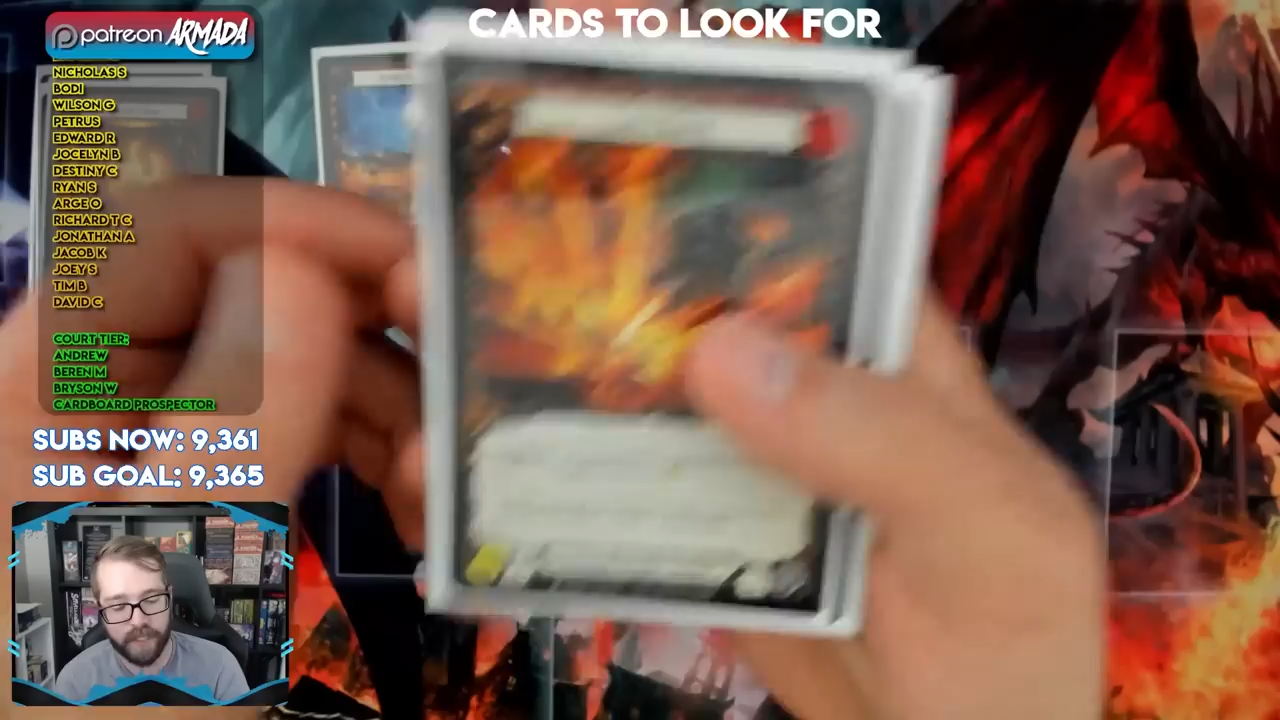 CARDS TO LOOK FOR
patreon ARMADA
NICHOLAS S
BODI
WILSON G
PETRUS
EDWARD R
JOCELYN B
DESTINY C
RYAN S
ARGE O
RICHARD T C
JONATHAN A
JACOB K
JOEY S
TIM B
DAVID C
COURT TIER:
ANDREW
BEREN M
BRYSON W
CARDBOARD PROSPECTOR
SUBS NOW: 9,361
SUB GOAL: 9,365